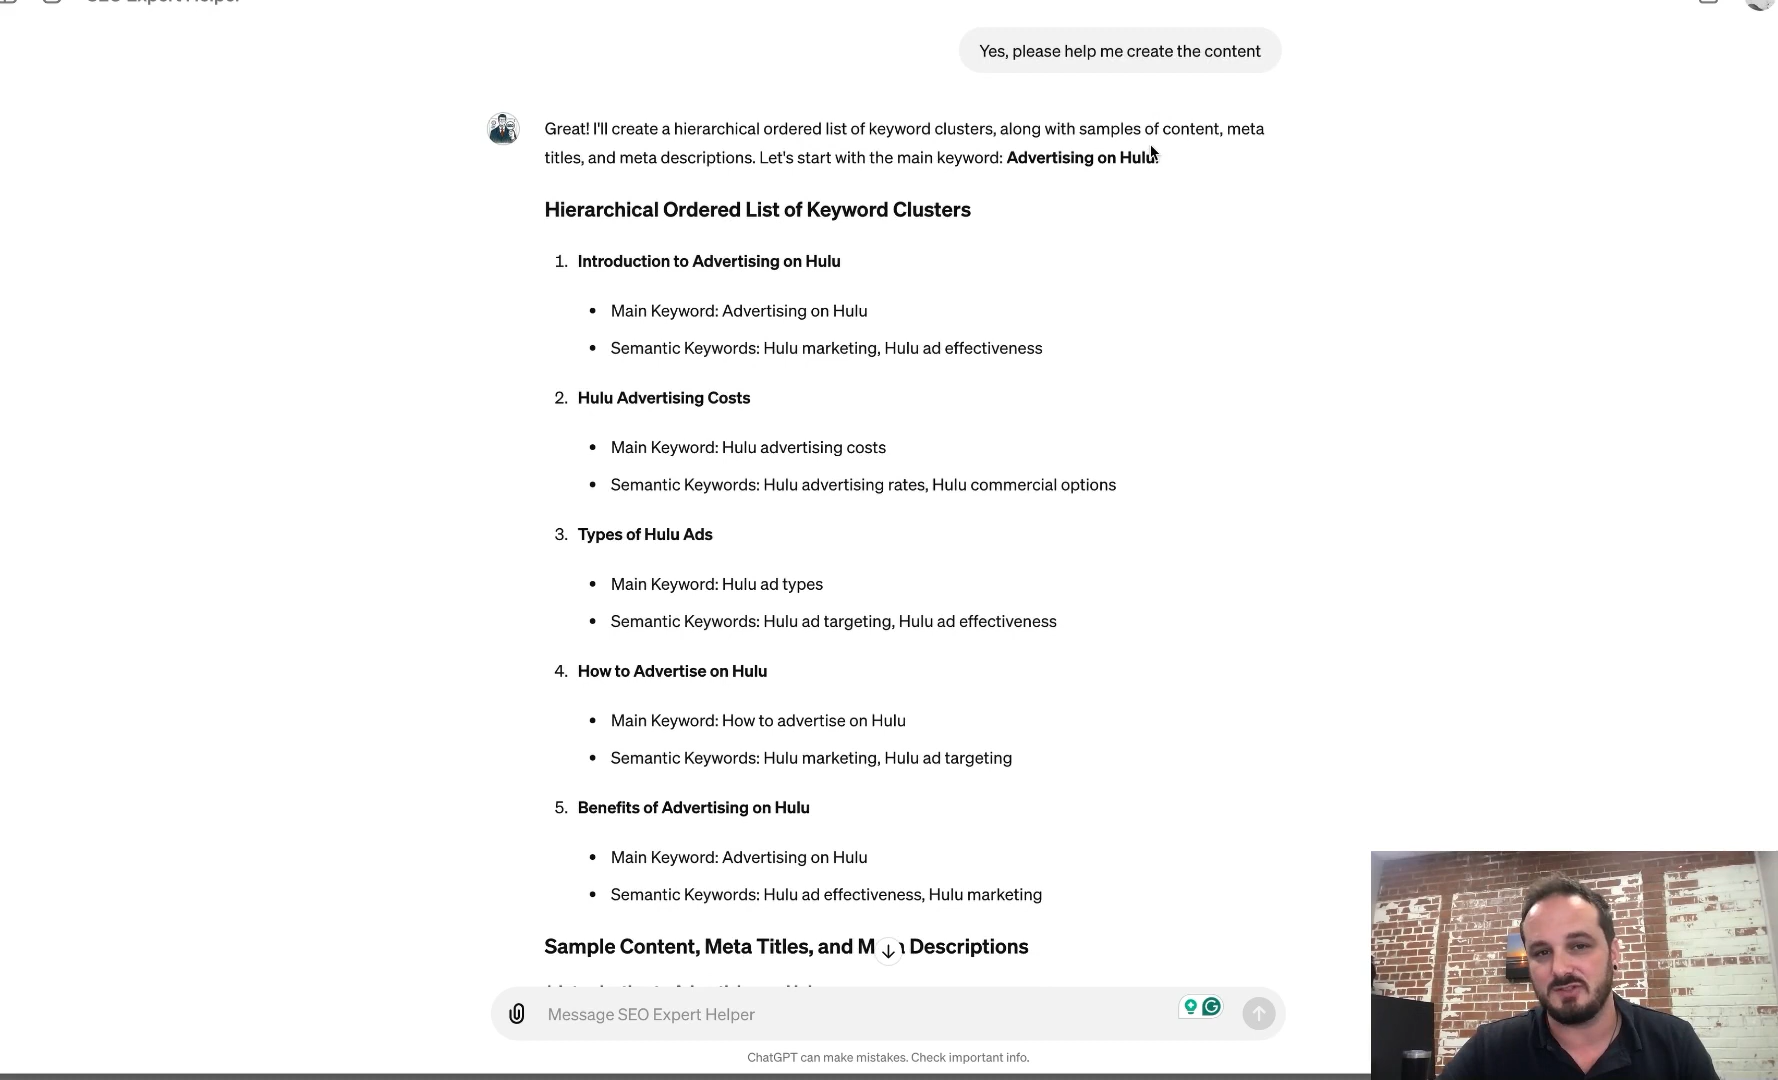 SEO Expert Helper
Yes, please help me create the content
Great! I'll create a hierarchical ordered list of keyword clusters, along with samples of content, meta
titles, and meta descriptions. Let's start with the main keyword: Advertising on Hulu.
Hierarchical Ordered List of Keyword Clusters
1. Introduction to Advertising on Hulu
• Main Keyword: Advertising on Hulu
• Semantic Keywords: Hulu marketing, Hulu ad effectiveness
2. Hulu Advertising Costs
• Main Keyword: Hulu advertising costs
• Semantic Keywords: Hulu advertising rates, Hulu commercial options
3. Types of Hulu Ads
• Main Keyword: Hulu ad types
• Semantic Keywords: Hulu ad targeting, Hulu ad effectiveness
4. How to Advertise on Hulu
• Main Keyword: How to advertise on Hulu
• Semantic Keywords: Hulu marketing, Hulu ad targeting
5. Benefits of Advertising on Hulu
• Main Keyword: Advertising on Hulu
• Semantic Keywords: Hulu ad effectiveness, Hulu marketing
Sample Content, Meta Titles, and Meta Descriptions
Message SEO Expert Helper
ChatGPT can make mistakes. Check important info.